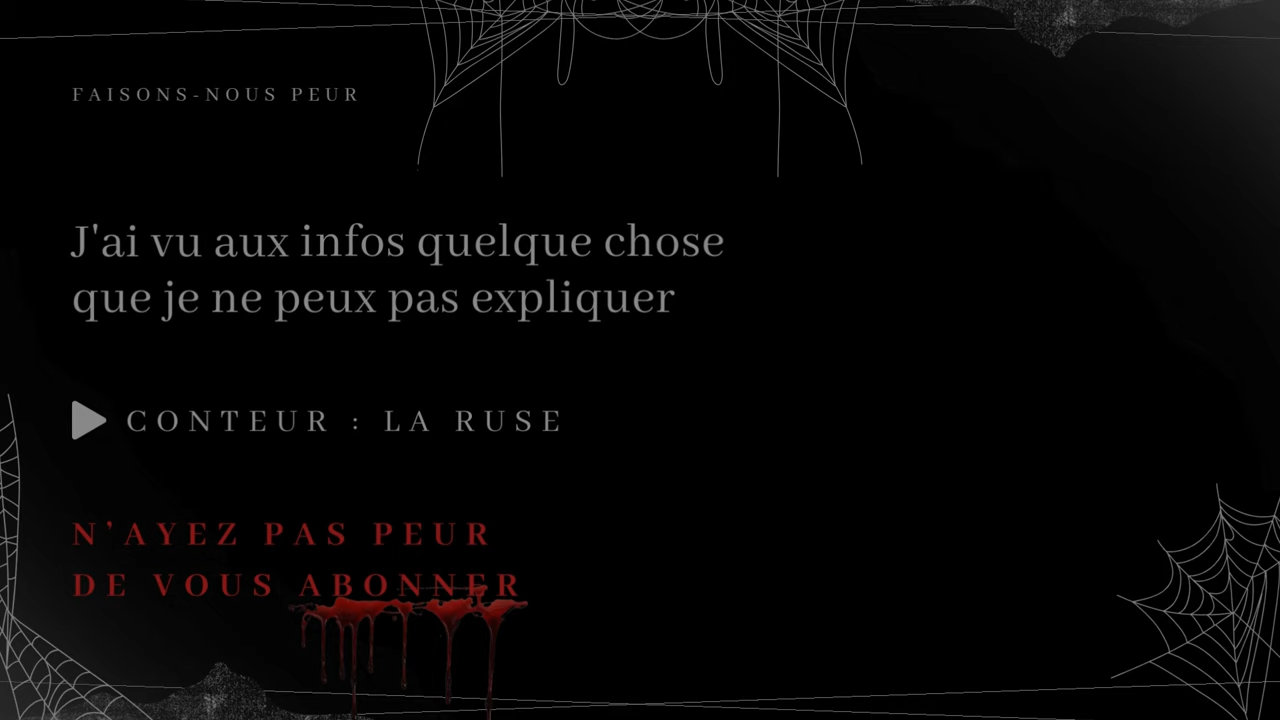 FAISONS-NOUS PEUR
J'ai vu aux infos quelque chose
que je ne peux pas expliquer
CONTEUR : LA RUSE
N'AYEZ PAS PEUR
DE VOUS ABONNER